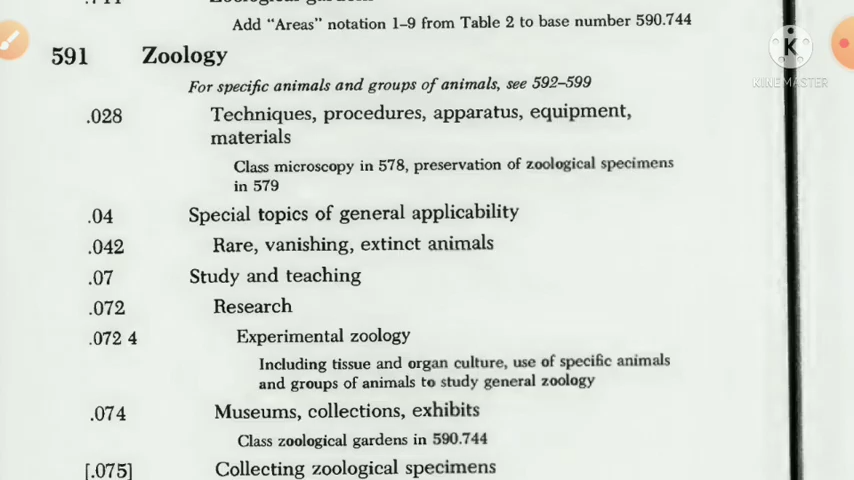 Add "Areas" notation 1–9 from Table 2 to base number 590.744
591 Zoology
For specific animals and groups of animals, see 592–599
.028 Techniques, procedures, apparatus, equipment,
materials
Class microscopy in 578, preservation of zoological specimens
in 579
.04 Special topics of general applicability
.042 Rare, vanishing, extinct animals
.07 Study and teaching
.072 Research
.072 4 Experimental zoology
Including tissue and organ culture, use of specific animals
and groups of animals to study general zoology
.074 Museums, collections, exhibits
Class zoological gardens in 590.744
[.075] Collecting zoological specimens
K
KINEMASTER